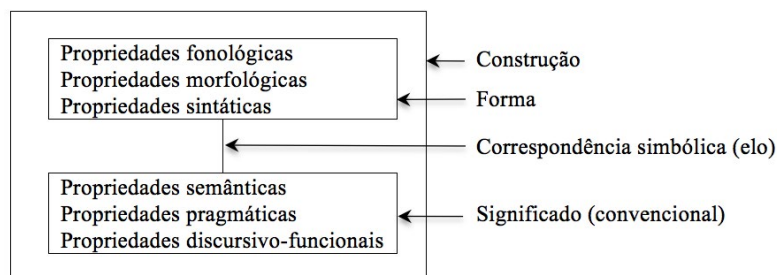 Propriedades fonológicas
Propriedades morfológicas
Propriedades sintáticas
Construção
Forma
Correspondência simbólica (elo)
Propriedades semânticas
Propriedades pragmáticas
Propriedades discursivo-funcionais
Significado (convencional)